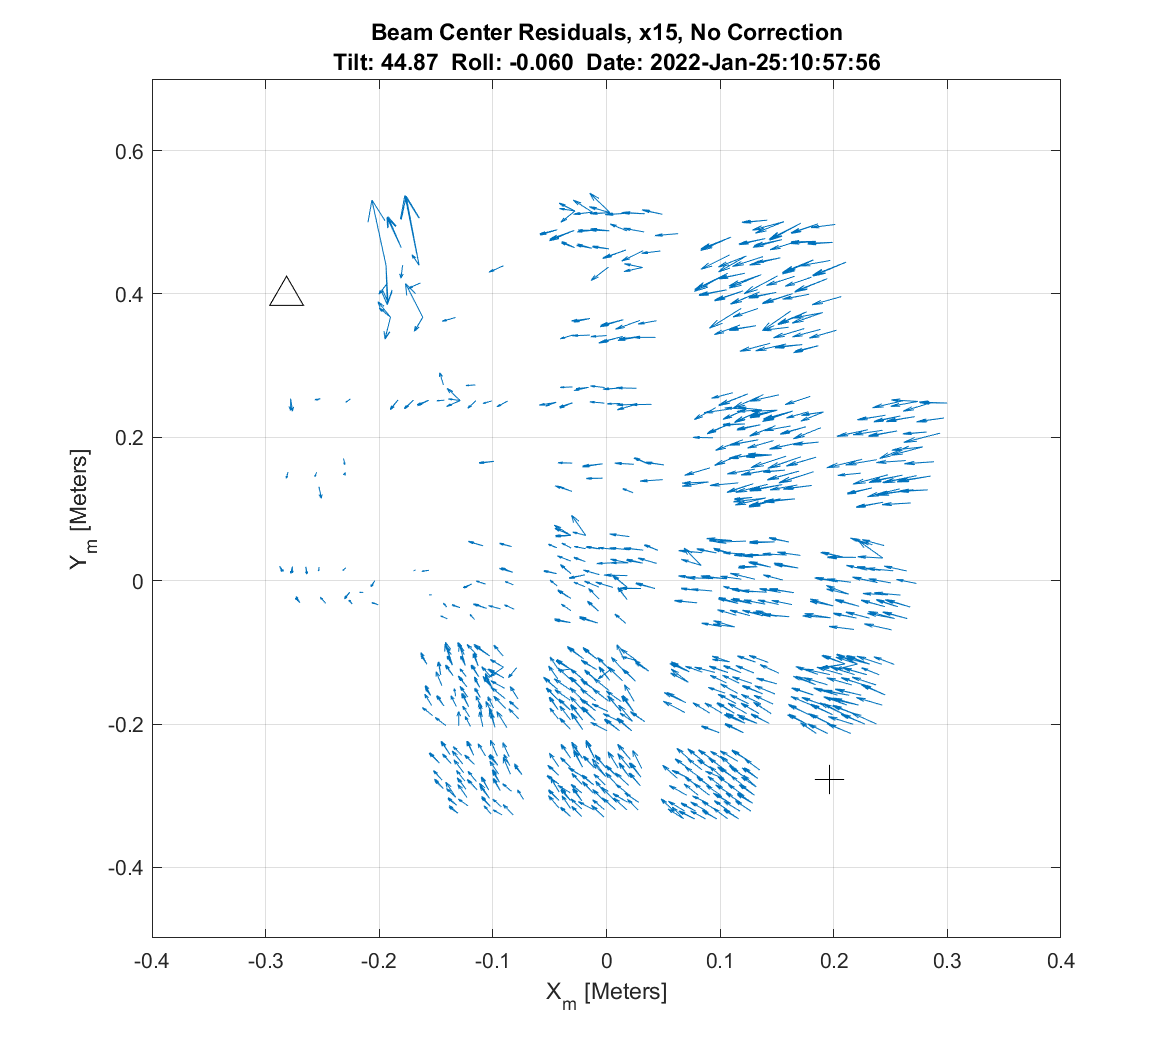 Beam Center Residuals, x15, No Correction
Tilt: 44.87 Roll: -0.060 Date: 2022-Jan-25:10:57:56
Y_m [Meters]
0.6
0.4
0.2
0
-0.2
-0.4
-0.4 -0.3 -0.2 -0.1 0 0.1 0.2 0.3 0.4
X_m [Meters]